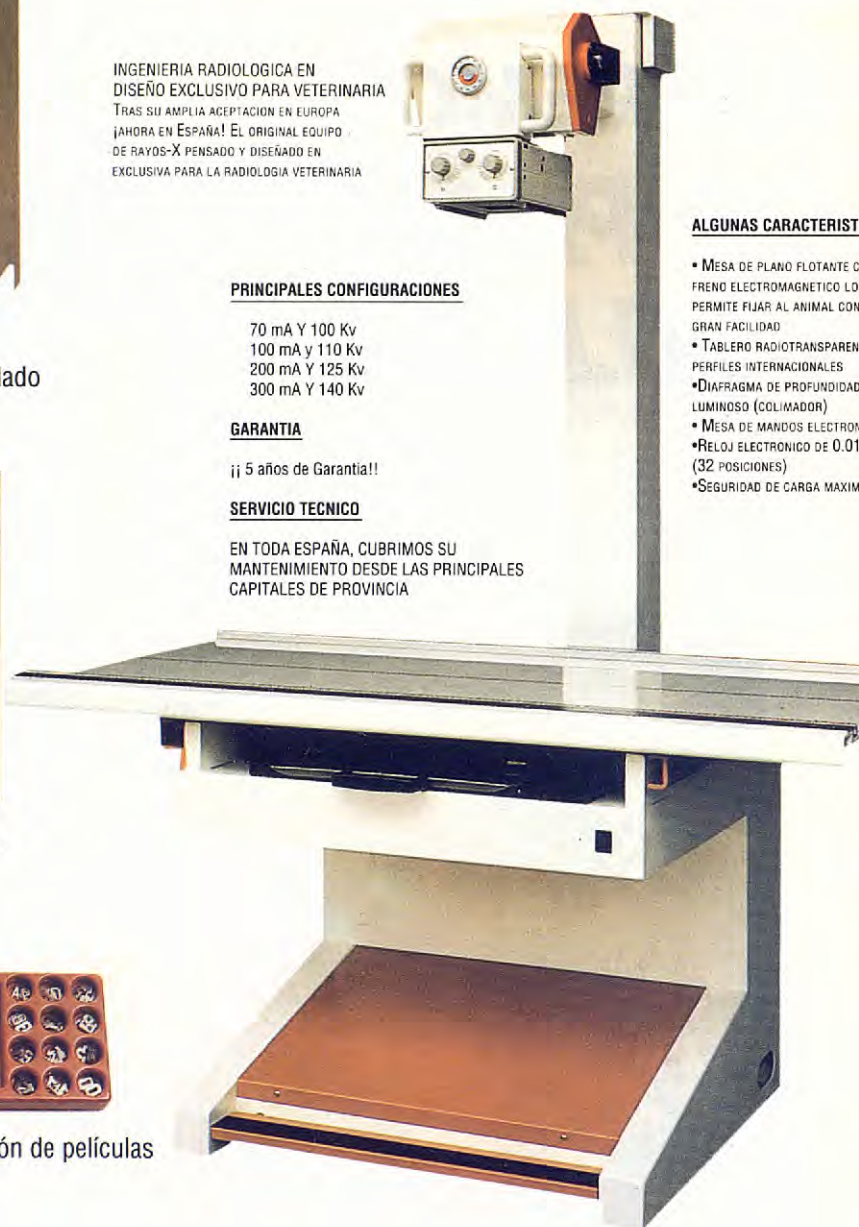 INGENIERIA RADIOLOGICA EN
DISEÑO EXCLUSIVO PARA VETERINARIA
TRAS SU AMPLIA ACEPTACION EN EUROPA
¡AHORA EN ESPAÑA! EL ORIGINAL EQUIPO
DE RAYOS-X PENSADO Y DISEÑADO EN
EXCLUSIVA PARA LA RADIOLOGIA VETERINARIA
PRINCIPALES CONFIGURACIONES
70 mA Y 100 Kv
100 mA y 110 Kv
200 mA Y 125 Kv
300 mA Y 140 Kv
GARANTIA
¡¡ 5 años de Garantia!!
SERVICIO TECNICO
EN TODA ESPAÑA, CUBRIMOS SU
MANTENIMIENTO DESDE LAS PRINCIPALES
CAPITALES DE PROVINCIA
ALGUNAS CARACTERIST
• MESA DE PLANO FLOTANTE C
FRENO ELECTROMAGNETICO LO
PERMITE FIJAR AL ANIMAL CON
GRAN FACILIDAD
• TABLERO RADIOTRANSPAREN
PERFILES INTERNACIONALES
•DIAFRAGMA DE PROFUNDIDAD
LUMINOSO (COLIMADOR)
• MESA DE MANDOS ELECTRON
•RELOJ ELECTRONICO DE 0.01
(32 POSICIONES)
•SEGURIDAD DE CARGA MAXIM
lado
ón de películas